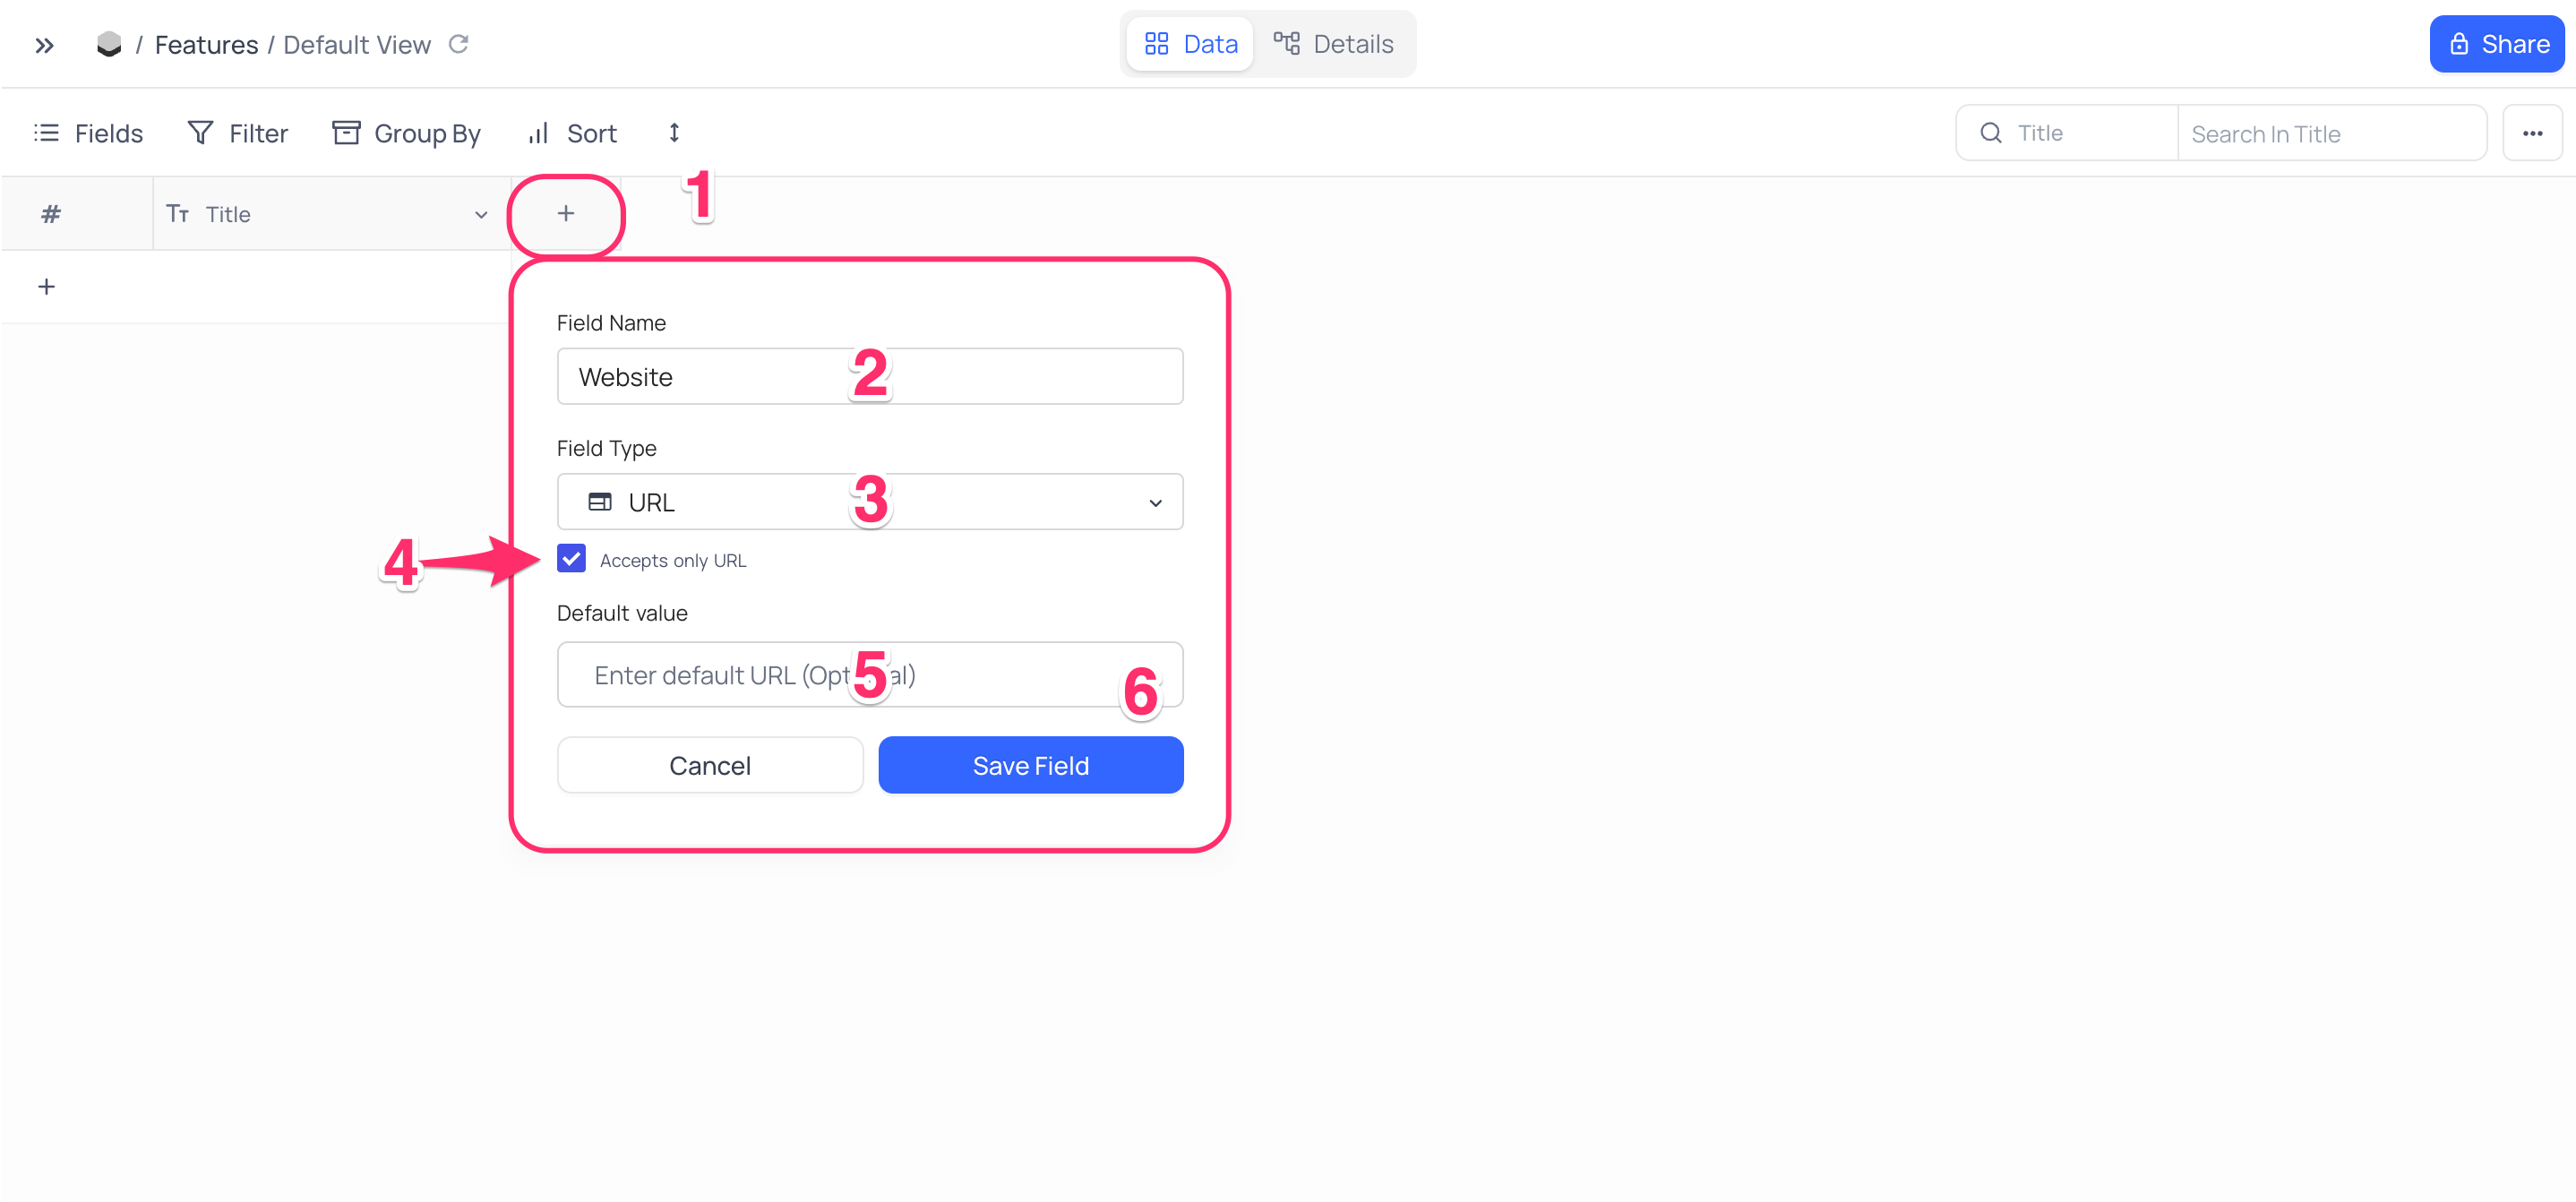 / Features / Default View
Data
Details
Share
Fields
Filter
Group By
Sort
Title
Search In Title
1
#
Title
+
+
Field Name
Website
2
Field Type
URL
3
4
Accepts only URL
Default value
Enter default URL (Optional)
5
6
Cancel
Save Field